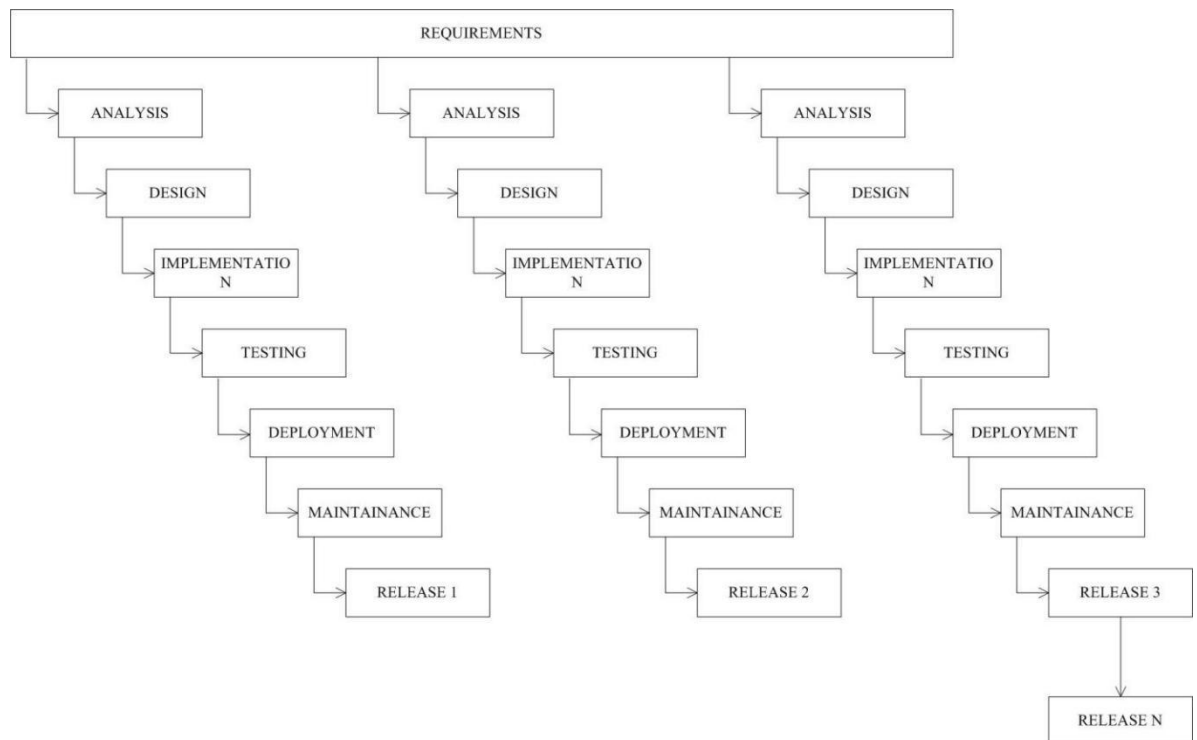 REQUIREMENTS
ANALYSIS
ANALYSIS
ANALYSIS
DESIGN
DESIGN
DESIGN
IMPLEMENTATIO
N
IMPLEMENTATIO
N
IMPLEMENTATIO
N
TESTING
TESTING
TESTING
DEPLOYMENT
DEPLOYMENT
DEPLOYMENT
MAINTAINANCE
MAINTAINANCE
MAINTAINANCE
RELEASE 1
RELEASE 2
RELEASE 3
RELEASE N